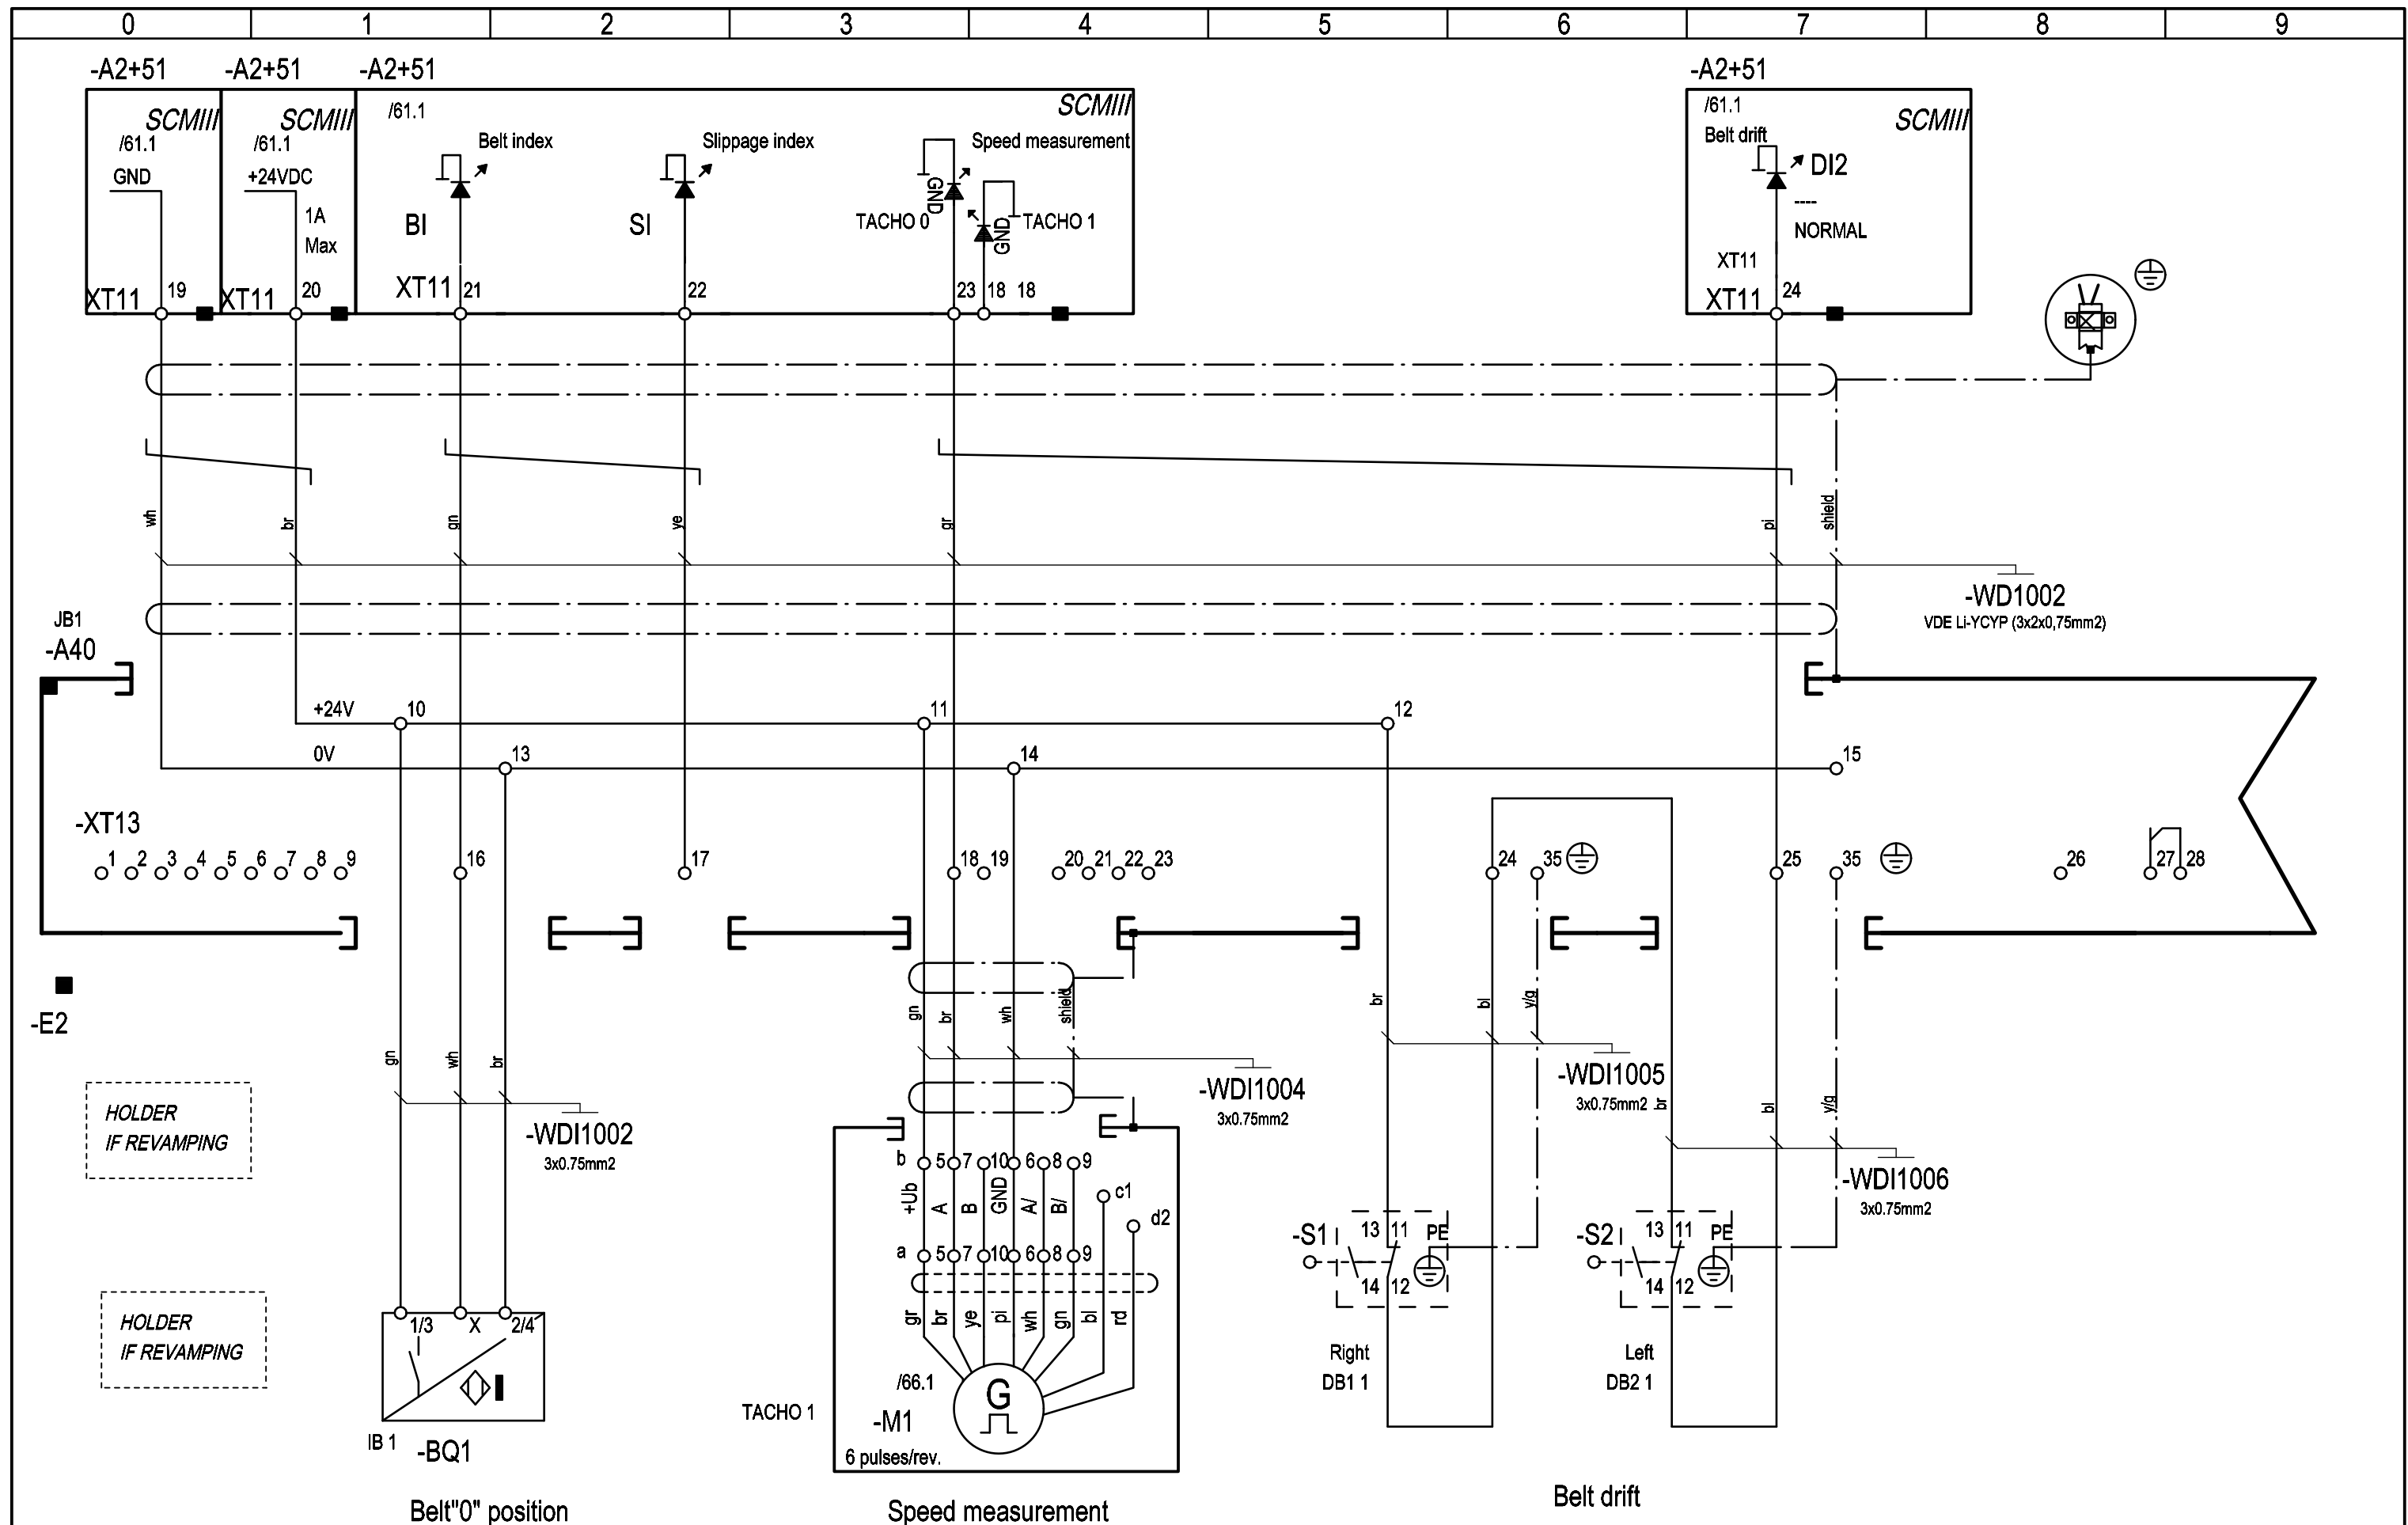 0 1 2 3 4 5 6 7 8 9
-A2+51 -A2+51 -A2+51 -A2+51
SCMIII SCMIII SCMIII SCMIII
/61.1 /61.1 /61.1 /61.1
GND +24VDC Belt index Slippage index Speed measurement Belt drift
1A
Max
BI SI TACHO 0 GND GND TACHO 1 DI2
----
NORMAL
XT11
XT11 19 XT11 20 XT11 21 22 23 18 18 XT11 24
wh br gn ye gr pi shield
-WD1002
VDE Li-YCYP (3x2x0,75mm2)
JB1
-A40
+24V 10 11 12
0V 13 14 15
-XT13
1 2 3 4 5 6 7 8 9 16 17 18 19 20 21 22 23 24 35 25 35 26 27 28
-E2
gn wh br gn br wh shield br bl y/g
-WDI1005
3x0.75mm2
br bl y/g
-WDI1004
3x0.75mm2
HOLDER
IF REVAMPING
-WDI1002
3x0.75mm2
-WDI1006
3x0.75mm2
b 5 7 10 6 8 9
+Ub A B GND A/ B/ c1
d2
a 5 7 10 6 8 9
-S1 13 11 PE
14 12
-S2 13 11 PE
14 12
gr br ye pi wh gn bl rd
HOLDER
IF REVAMPING
1/3 X 2/4
Right
DB1 1
Left
DB2 1
/66.1
G
TACHO 1
-M1
6 pulses/rev.
IB 1 -BQ1
Belt"0" position
Speed measurement
Belt drift